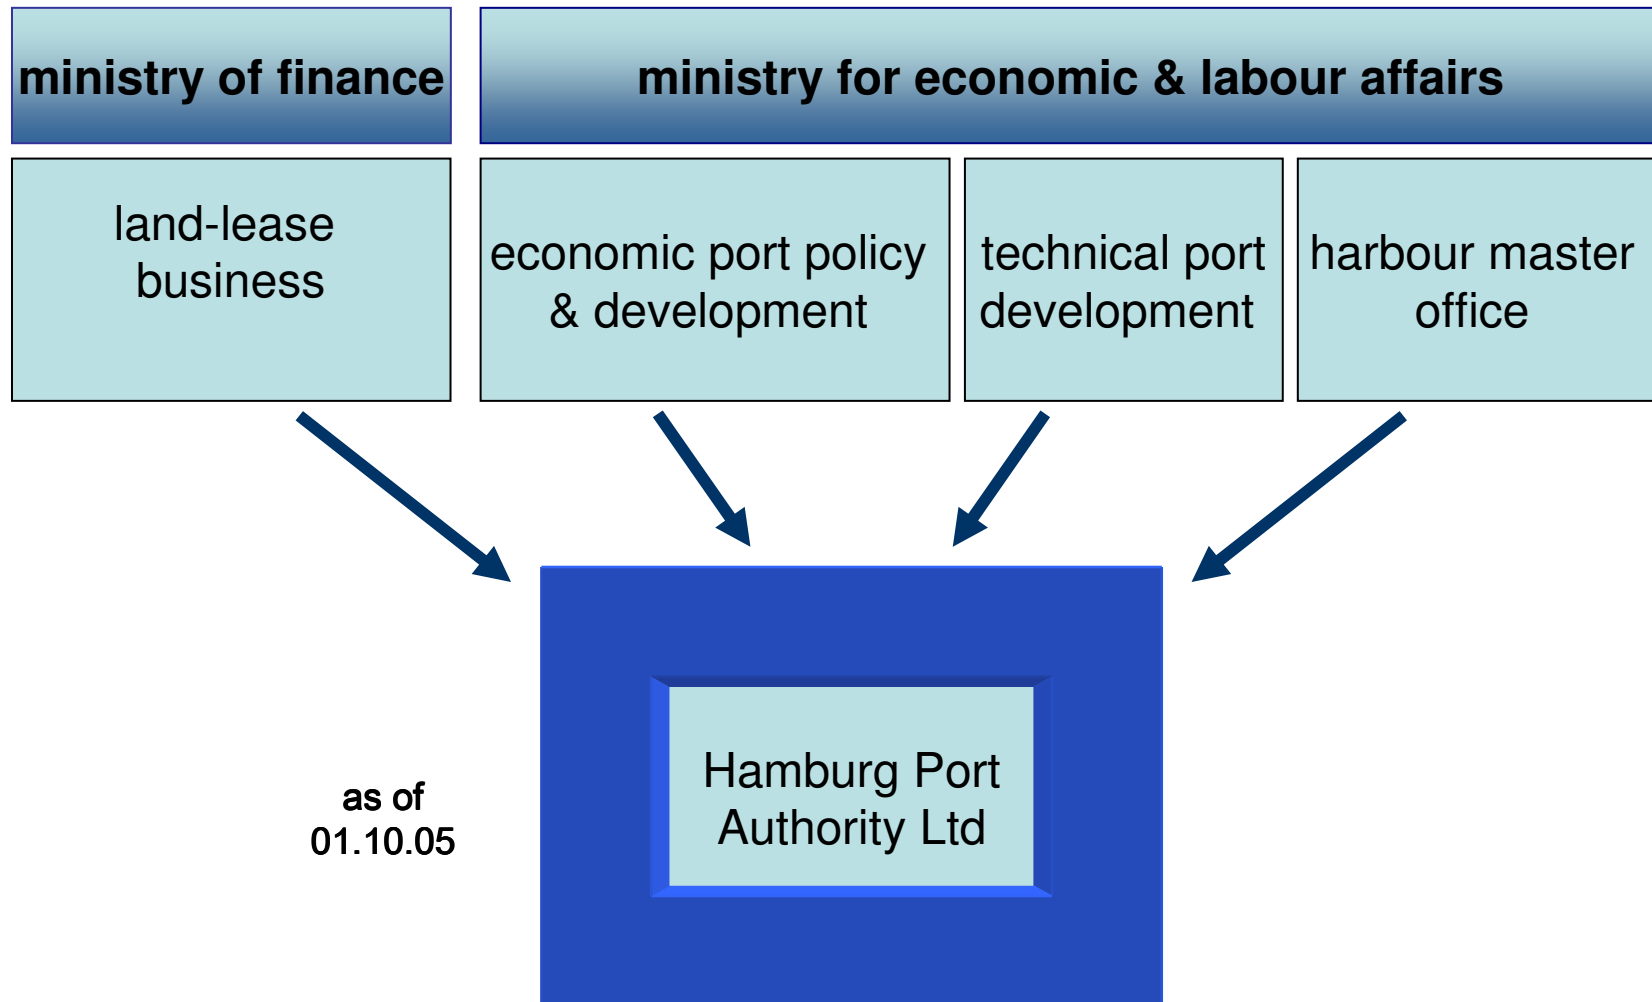 ministry of finance
ministry for economic & labour affairs
land-lease
business
economic port policy
& development
technical port
development
harbour master
office
Hamburg Port
Authority Ltd
as of
01.10.05